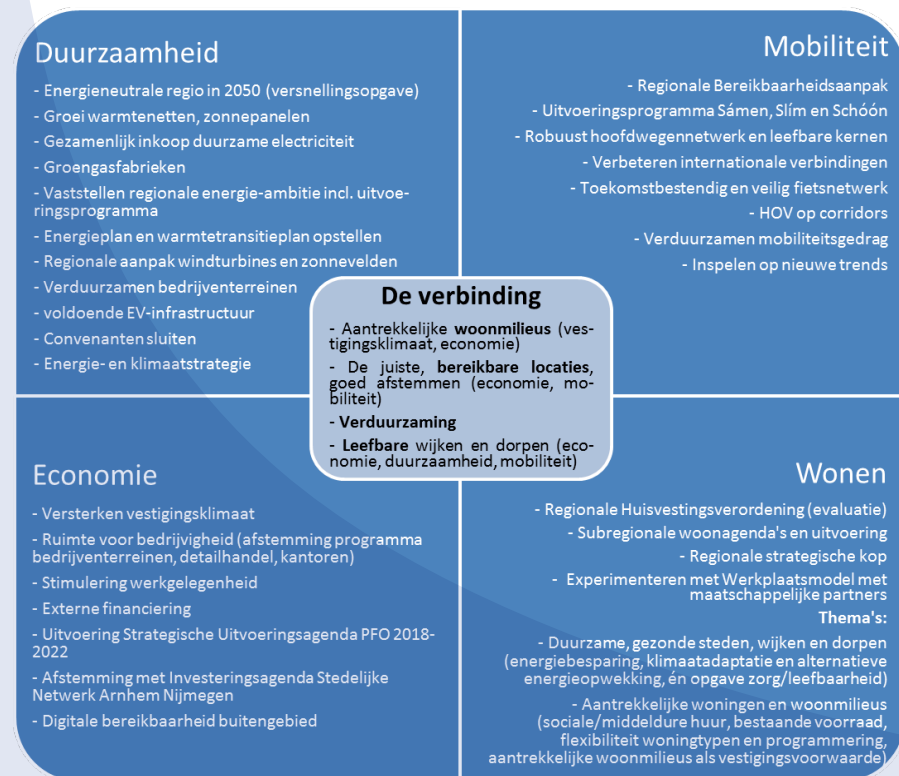 Duurzaamheid
- Energieneutrale regio in 2050 (versnellingsopgave)
- Groei warmtenetten, zonnepanelen
- Gezamenlijk inkoop duurzame electriciteit
- Groengasfabrieken
- Vaststellen regionale energie-ambitie incl. uitvoe-
ringsprogramma
- Energieplan en warmtetransitieplan opstellen
- Regionale aanpak windturbines en zonnevelden
- Verduurzamen bedrijventerreinen
- voldoende EV-infrastructuur
- Convenanten sluiten
- Energie- en klimaatstrategie
Mobiliteit
- Regionale Bereikbaarheidsaanpak
- Uitvoeringsprogramma Sámen, Slím en Schóón
- Robuust hoofdwegennetwerk en leefbare kernen
- Verbeteren internationale verbindingen
- Toekomstbestendig en veilig fietsnetwerk
- HOV op corridors
- Verduurzamen mobiliteitsgedrag
- Inspelen op nieuwe trends
De verbinding
- Aantrekkelijke woonmilieus (ves-
tigingsklimaat, economie)
- De juiste, bereikbare locaties,
goed afstemmen (economie, mo-
biliteit)
- Verduurzaming
- Leefbare wijken en dorpen (eco-
nomie, duurzaamheid, mobiliteit)
Economie
- Versterken vestigingsklimaat
- Ruimte voor bedrijvigheid (afstemming programma
bedrijventerreinen, detailhandel, kantoren)
- Stimulering werkgelegenheid
- Externe financiering
- Uitvoering Strategische Uitvoeringsagenda PFO 2018-
2022
- Afstemming met Investeringsagenda Stedelijke
Netwerk Arnhem Nijmegen
- Digitale bereikbaarheid buitengebied
Wonen
- Regionale Huisvestingsverordening (evaluatie)
- Subregionale woonagenda's en uitvoering
- Regionale strategische kop
- Experimenteren met Werkplaatsmodel met
maatschappelijke partners
Thema's:
- Duurzame, gezonde steden, wijken en dorpen
(energiebesparing, klimaatadaptatie en alternatieve
energieopwekking, én opgave zorg/leefbaarheid)
- Aantrekkelijke woningen en woonmilieus
(sociale/middeldure huur, bestaande voorraad,
flexibiliteit woningtypen en programmering,
aantrekkelijke woonmilieus als vestigingsvoorwaarde)